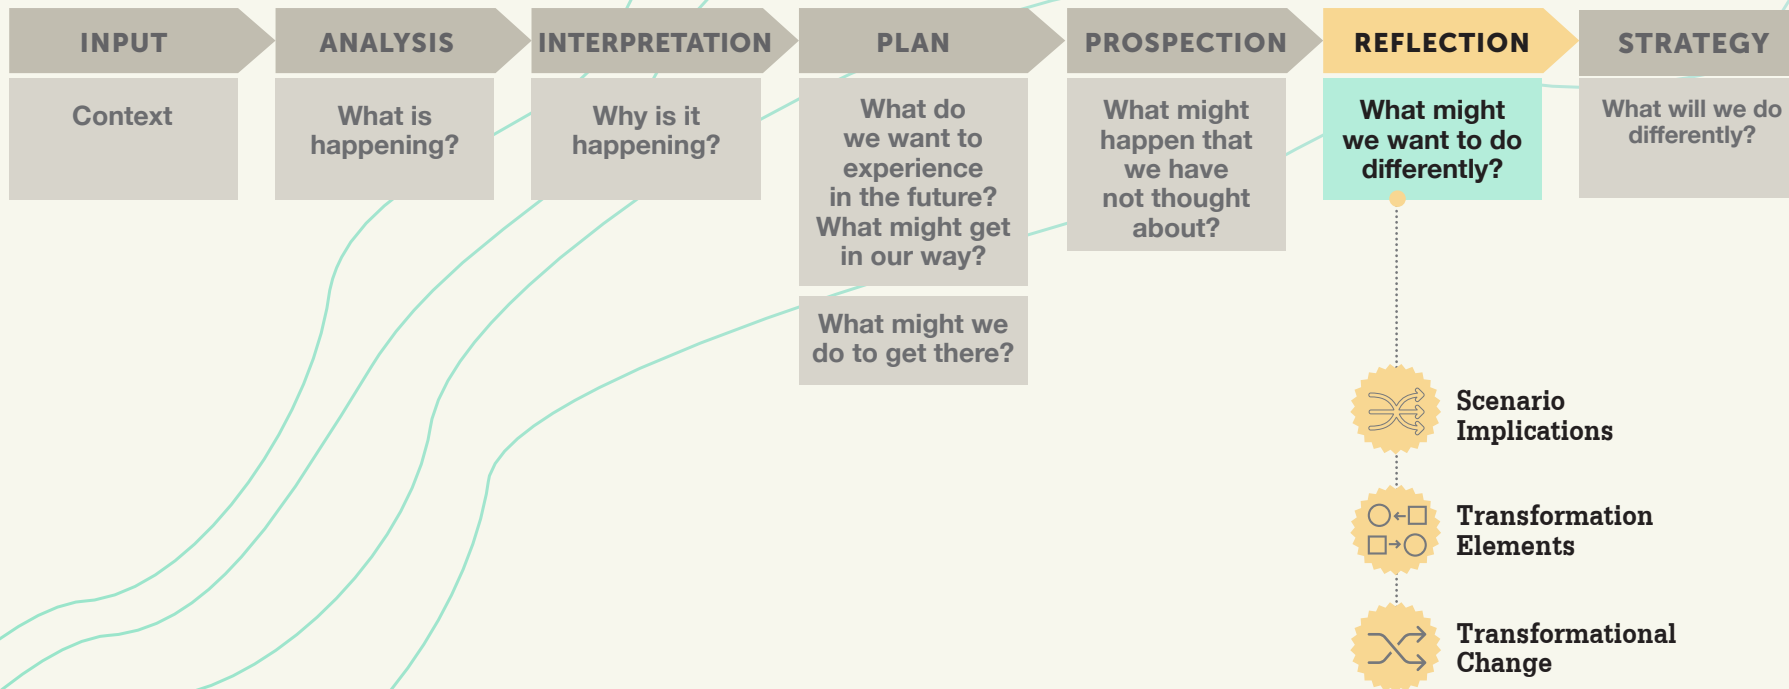 INPUT
ANALYSIS
INTERPRETATION
PLAN
PROSPECTION
REFLECTION
STRATEGY
Context
What is
happening?
Why is it
happening?
What do
we want to
experience
in the future?
What might get
in our way?
What might we
do to get there?
What might
happen that
we have
not thought
about?
What might
we want to do
differently?
What will we do
differently?
Scenario
Implications
Transformation
Elements
Transformational
Change